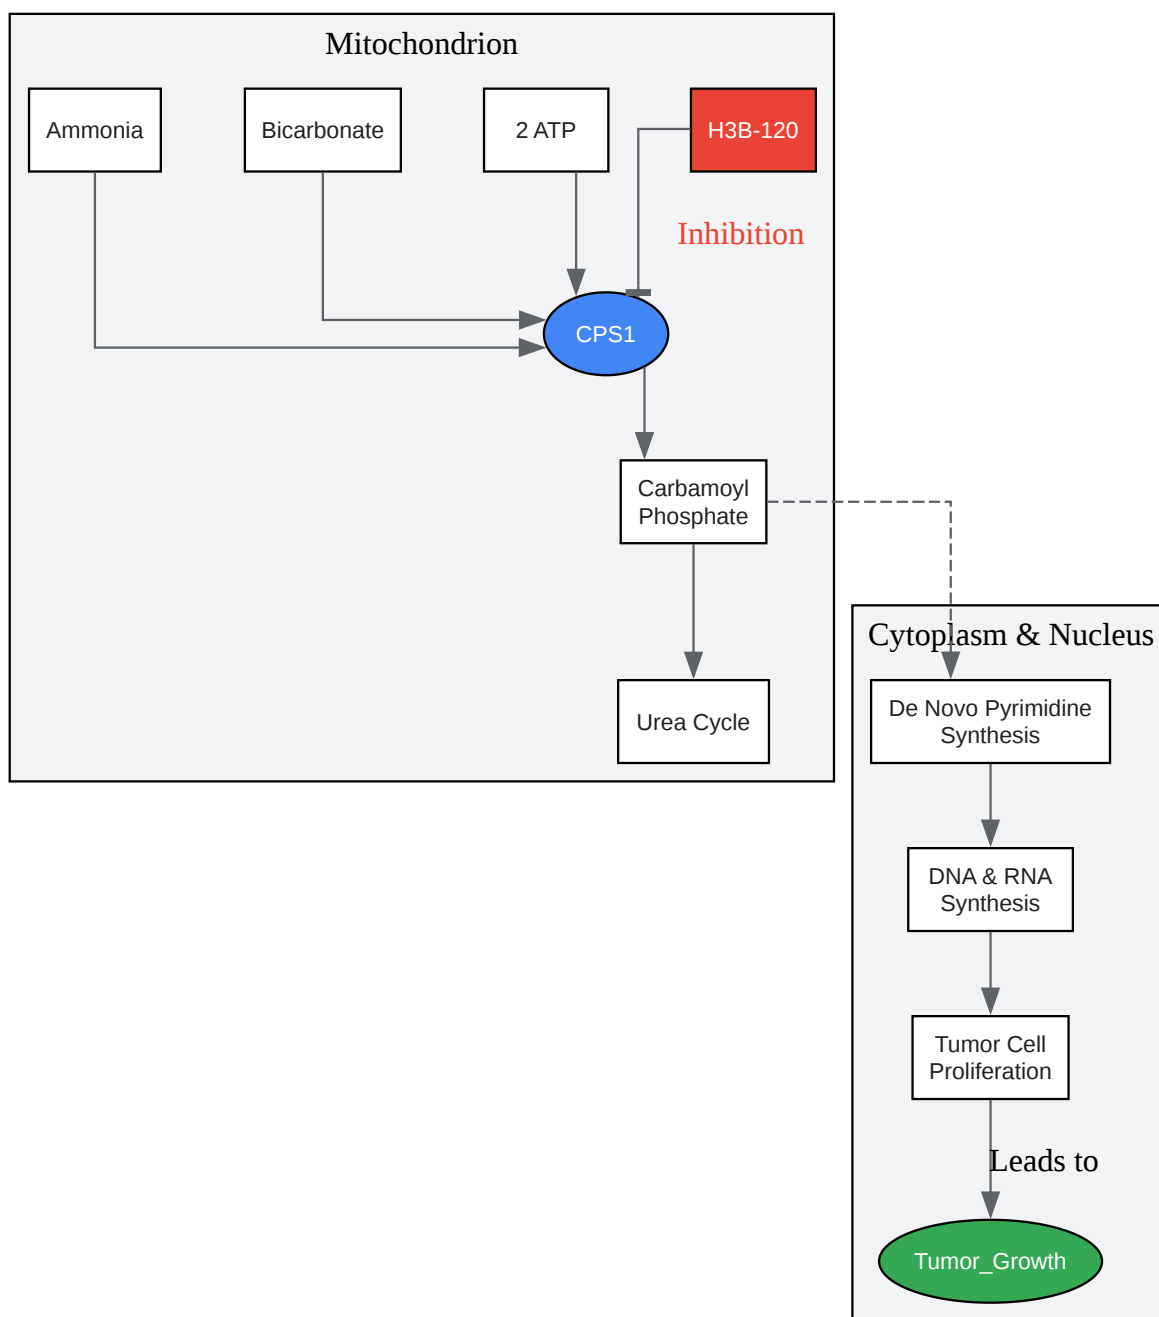 Mitochondrion
Ammonia
Bicarbonate
2 ATP
H3B-120
Inhibition
CPS1
Carbamoyl
Phosphate
Urea Cycle
Cytoplasm & Nucleus
De Novo Pyrimidine
Synthesis
DNA & RNA
Synthesis
Tumor Cell
Proliferation
Leads to
Tumor_Growth